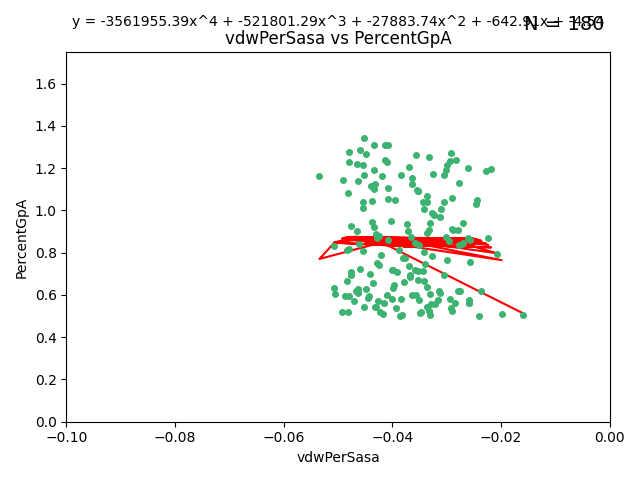 y = -3561955.39x^4 + -521801.29x^3 + -27883.74x^2 + -642.91x +
N = 180
vdwPerSasa vs PercentGpA
PercentGpA
1.6
1.4
1.2
1.0
0.8
0.6
0.4
0.2
0.0
−0.10 −0.08 −0.06 −0.04 −0.02 0.00
vdwPerSasa